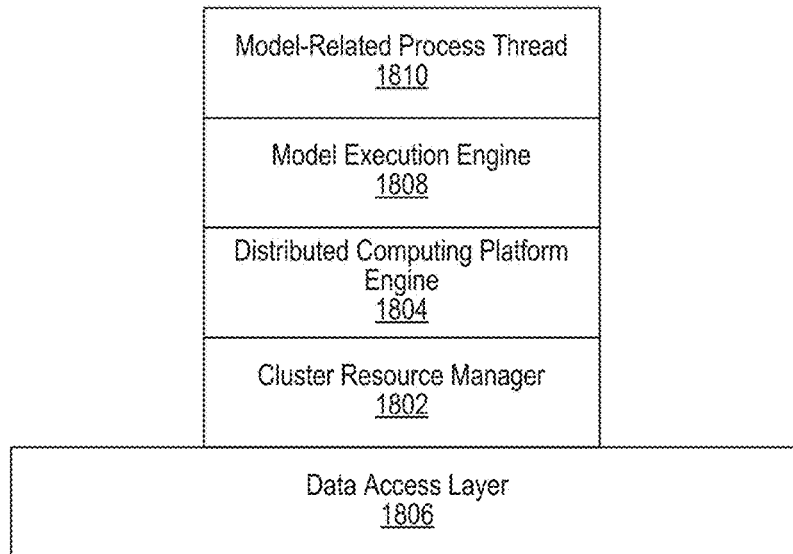 Model-Related Process Thread
1810
Model Execution Engine
1808
Distributed Computing Platform
Engine
1804
Cluster Resource Manager
1802
Data Access Layer
1806